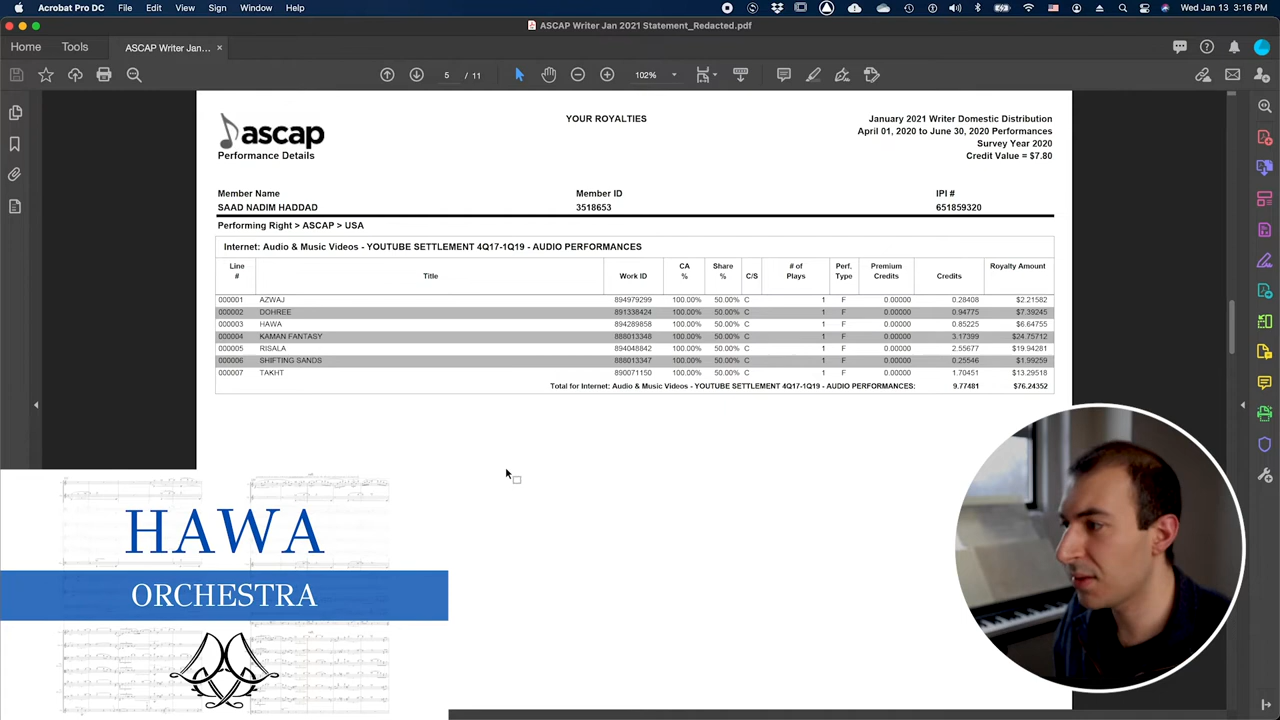 Acrobat Pro DC File Edit View Sign Window Help Wed Jan 13 3:16 PM
ASCAP Writer Jan 2021 Statement_Redacted.pdf
Home Tools ASCAP Writer Jan... ×
5 / 11 102%
ascap
Performance Details
YOUR ROYALTIES
January 2021 Writer Domestic Distribution
April 01, 2020 to June 30, 2020 Performances
Survey Year 2020
Credit Value = $7.80
Member Name Member ID IPI #
SAAD NADIM HADDAD 3518653 651859320
Performing Right > ASCAP > USA
Internet: Audio & Music Videos - YOUTUBE SETTLEMENT 4Q17-1Q19 - AUDIO PERFORMANCES
Line # Title Work ID CA % Share % C/S # of Plays Perf. Type Premium Credits Credits Royalty Amount
000001 AZWAJ 894979299 100.00% 50.00% C 1 F 0.00000 0.28408 $2.21582
000002 DOHREE 891338424 100.00% 50.00% C 1 F 0.00000 0.94775 $7.39245
000003 HAWA 894289858 100.00% 50.00% C 1 F 0.00000 0.85225 $6.64755
000004 KAMAN FANTASY 888013348 100.00% 50.00% C 1 F 0.00000 3.17399 $24.75712
000005 RISALA 894048842 100.00% 50.00% C 1 F 0.00000 2.55677 $19.94281
000006 SHIFTING SANDS 888013347 100.00% 50.00% C 1 F 0.00000 0.25546 $1.99259
000007 TAKHT 890071150 100.00% 50.00% C 1 F 0.00000 1.70451 $13.29518
Total for Internet: Audio & Music Videos - YOUTUBE SETTLEMENT 4Q17-1Q19 - AUDIO PERFORMANCES: 9.77481 $76.24352
HAWA
ORCHESTRA